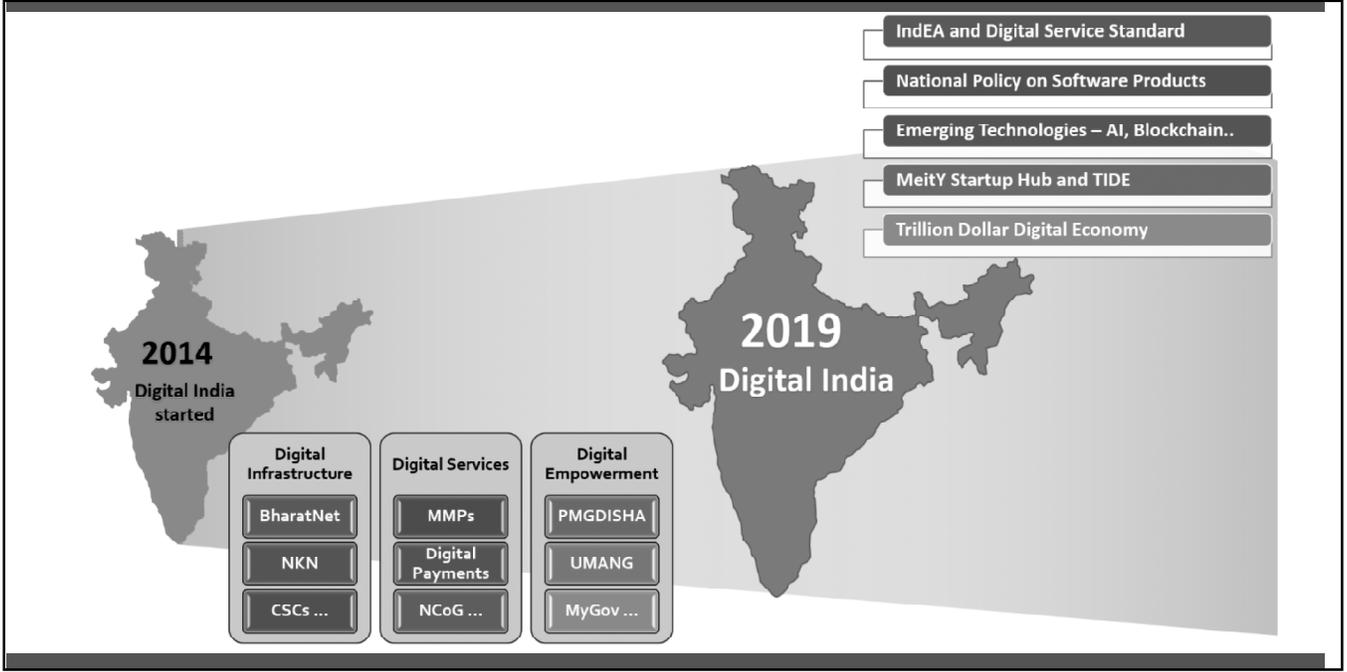 IndEA and Digital Service Standard
National Policy on Software Products
Emerging Technologies – AI, Blockchain..
MeitY Startup Hub and TIDE
Trillion Dollar Digital Economy
2014
Digital India
started
2019
Digital India
Digital
Infrastructure
BharatNet
NKN
CSCs ...
Digital Services
MMPs
Digital
Payments
NCoG ...
Digital
Empowerment
PMGDISHA
UMANG
MyGov ...